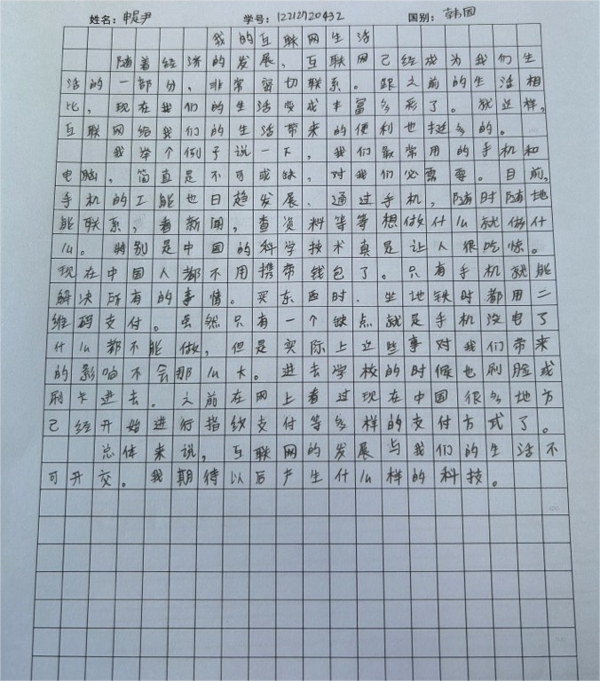 姓名：申尾尹 学号：12212720432 国别：韩国
我的互联网生活
随着经济的发展，互联网已经成为我们生
活的一部分，非常密切联系。跟之前的生活相
比，现在我们的生活变成丰富多彩了。就这样，
互联网给我们的生活带来的便利也挺多的。
我举个例子说一下，我们最常用的手机和
电脑，简直是不可或缺，对我们必需要。目前，
手机的工能也日趋发展，通过手机，随时随地
能联系，看新闻，查资料等等想做什么就做什
么。特别是中国的科学技术真是让人很吃惊。
现在中国人都不用携带钱包了。只有手机就能
解决所有的事情。买东西时，坐地铁时都用二
维码支付。虽然只有一个缺点就是手机没电了
什么都不能做，但是实际上这些事对我们带来
的影响不会那么大。进去学校的时候也刷脸或
刷卡进去。之前在网上看过现在中国很多地方
已经开始进行指纹支付等多样的支付方式了。
总体来说，互联网的发展与我们的生活不
可开交。我期待以后产生什么样的科技。